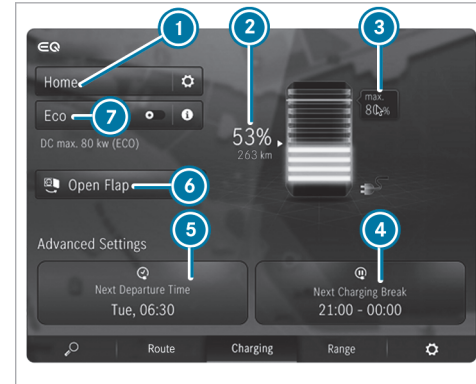 EQ
1
2
3
Home
max.
80 %
Eco
7
i
53%
263 km
DC max. 80 kw (ECO)
Open Flap
6
Advanced Settings
5
4
Next Departure Time
Tue, 06:30
Next Charging Break
21:00 - 00:00
Route
Charging
Range